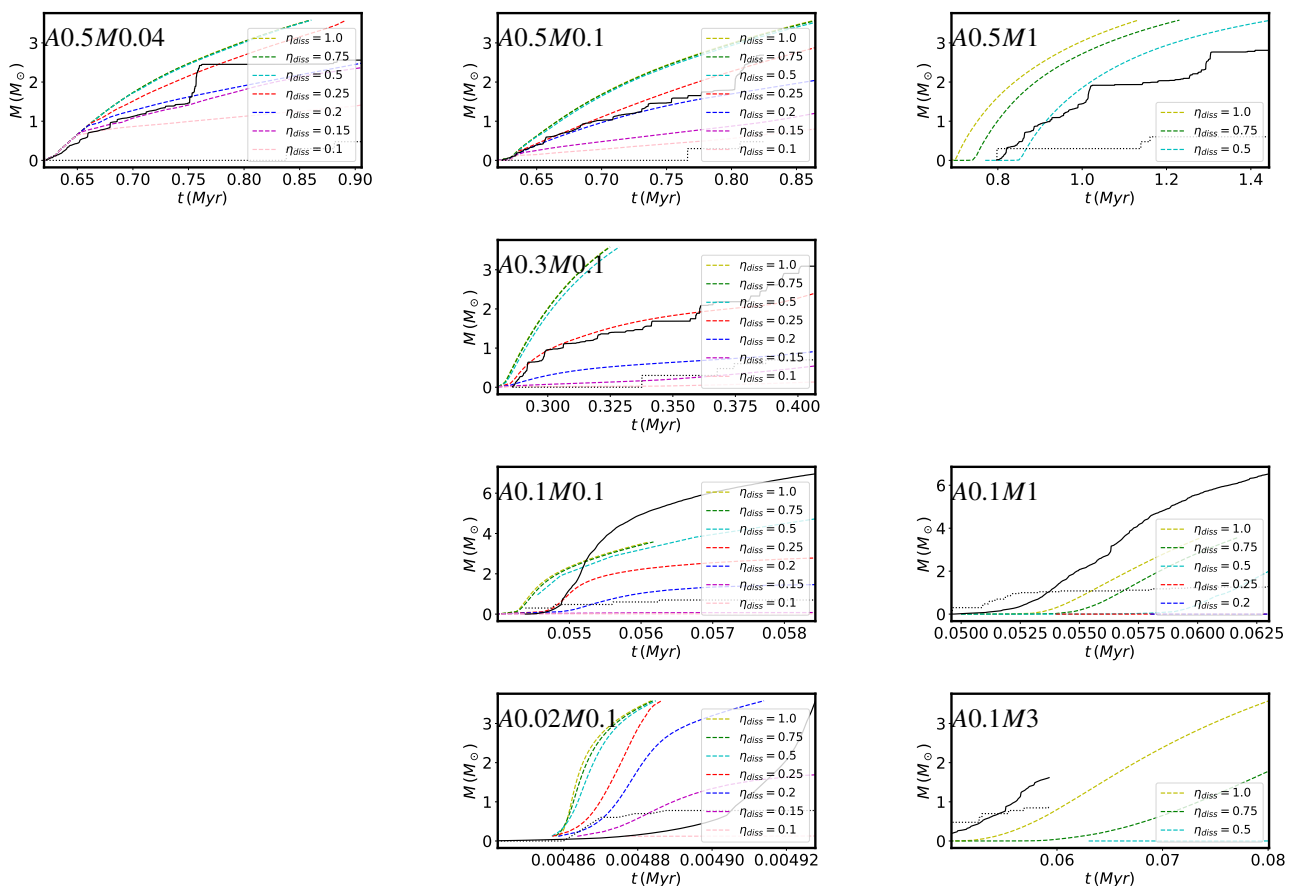 A0.5M0.04
M (M⊙)
3
2
1
0
η_diss = 1.0
η_diss = 0.75
η_diss = 0.5
η_diss = 0.25
η_diss = 0.2
η_diss = 0.15
η_diss = 0.1
0.65 0.70 0.75 0.80 0.85 0.90
t (Myr)
A0.5M0.1
M (M⊙)
3
2
1
0
η_diss = 1.0
η_diss = 0.75
η_diss = 0.5
η_diss = 0.25
η_diss = 0.2
η_diss = 0.15
η_diss = 0.1
0.65 0.70 0.75 0.80 0.85
t (Myr)
A0.5M1
M (M⊙)
3
2
1
0
η_diss = 1.0
η_diss = 0.75
η_diss = 0.5
0.8 1.0 1.2 1.4
t (Myr)
A0.3M0.1
M (M⊙)
3
2
1
0
η_diss = 1.0
η_diss = 0.75
η_diss = 0.5
η_diss = 0.25
η_diss = 0.2
η_diss = 0.15
η_diss = 0.1
0.300 0.325 0.350 0.375 0.400
t (Myr)
A0.1M0.1
M (M⊙)
6
4
2
0
η_diss = 1.0
η_diss = 0.75
η_diss = 0.5
η_diss = 0.25
η_diss = 0.2
η_diss = 0.15
η_diss = 0.1
0.055 0.056 0.057 0.058
t (Myr)
A0.1M1
M (M⊙)
6
4
2
0
η_diss = 1.0
η_diss = 0.75
η_diss = 0.5
η_diss = 0.25
η_diss = 0.2
0.0500 0.0525 0.0550 0.0575 0.0600 0.0625
t (Myr)
A0.02M0.1
M (M⊙)
3
2
1
0
η_diss = 1.0
η_diss = 0.75
η_diss = 0.5
η_diss = 0.25
η_diss = 0.2
η_diss = 0.15
η_diss = 0.1
0.00486 0.00488 0.00490 0.00492
t (Myr)
A0.1M3
M (M⊙)
3
2
1
0
η_diss = 1.0
η_diss = 0.75
η_diss = 0.5
0.06 0.07 0.08
t (Myr)